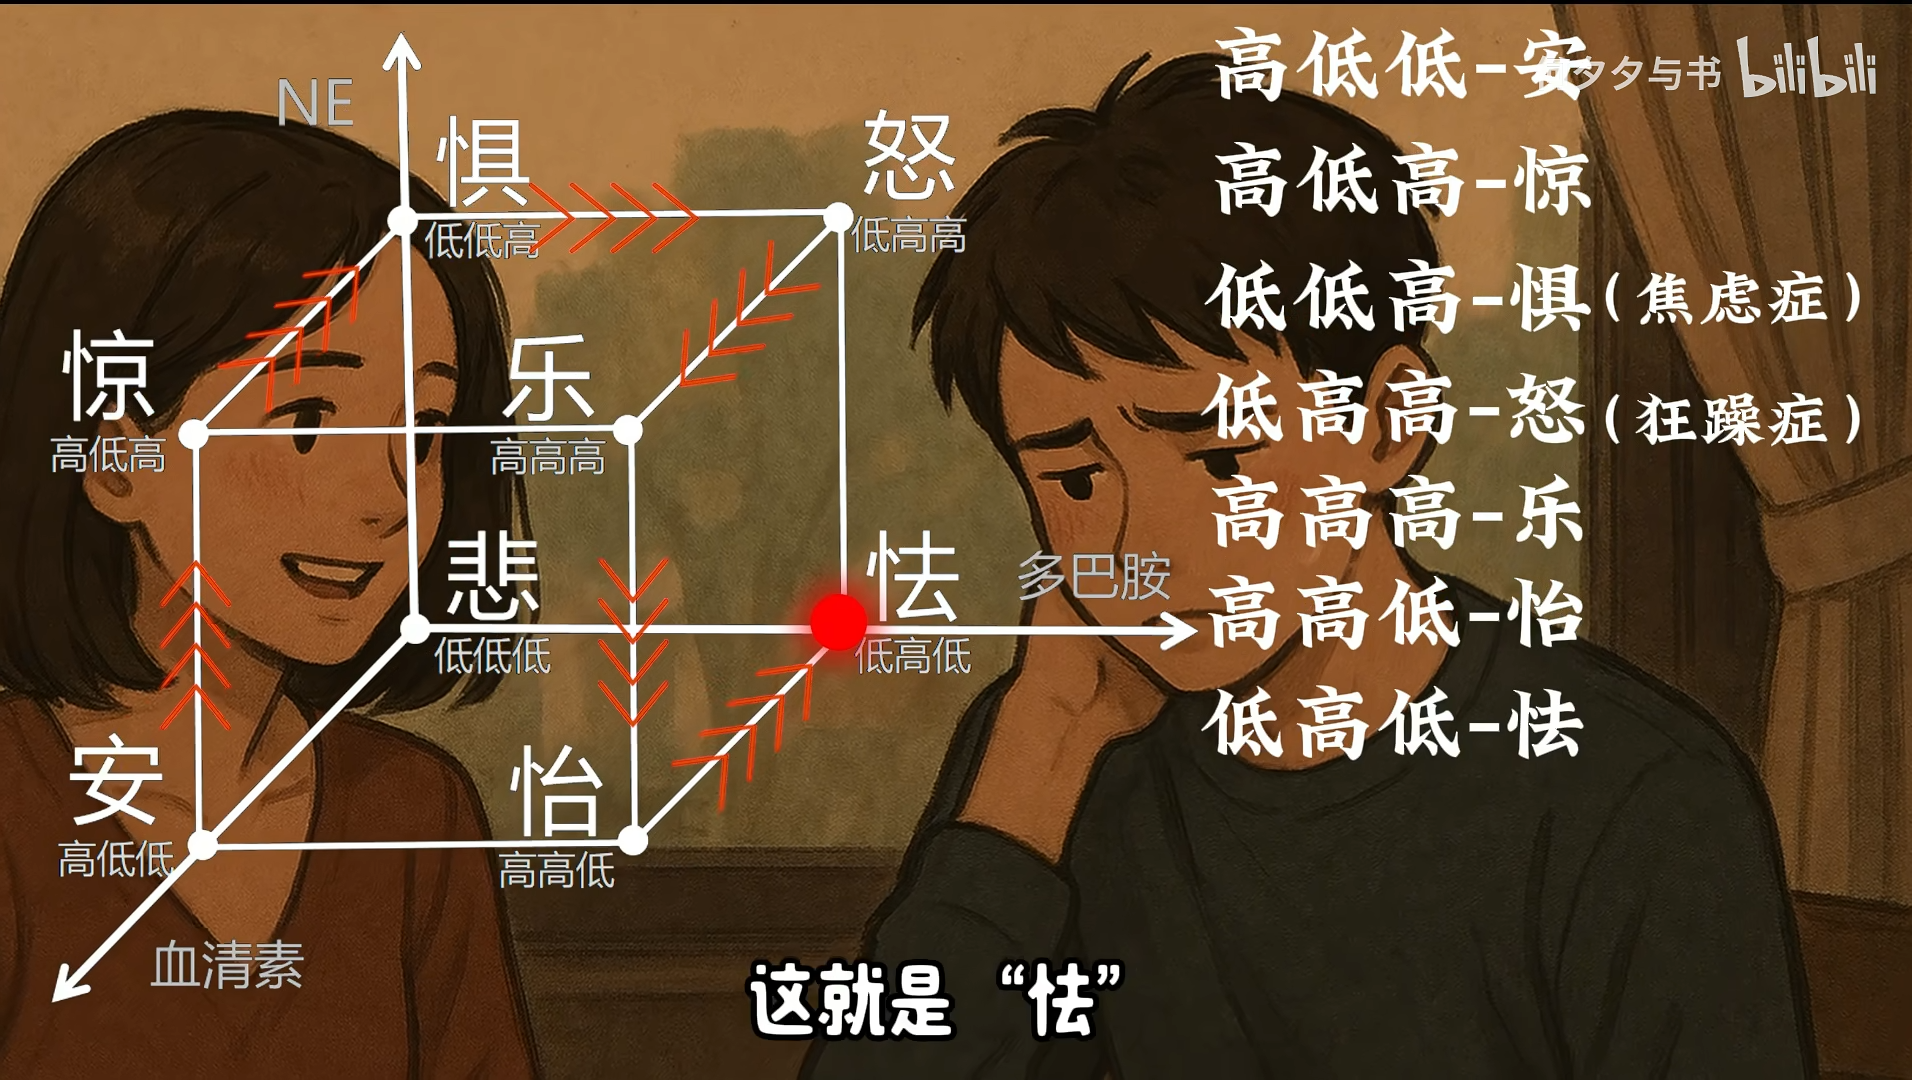 NE
惧
低低高
怒
低高高
惊
高低高
乐
高高高
悲
低低低
怯
低高低
多巴胺
安
高低低
怡
高高低
血清素
高低低-安
夕夕与书 bilibili
高低高-惊
低低高-惧(焦虑症)
低高高-怒(狂躁症)
高高高-乐
高高低-怡
低高低-怯
这就是“怯”